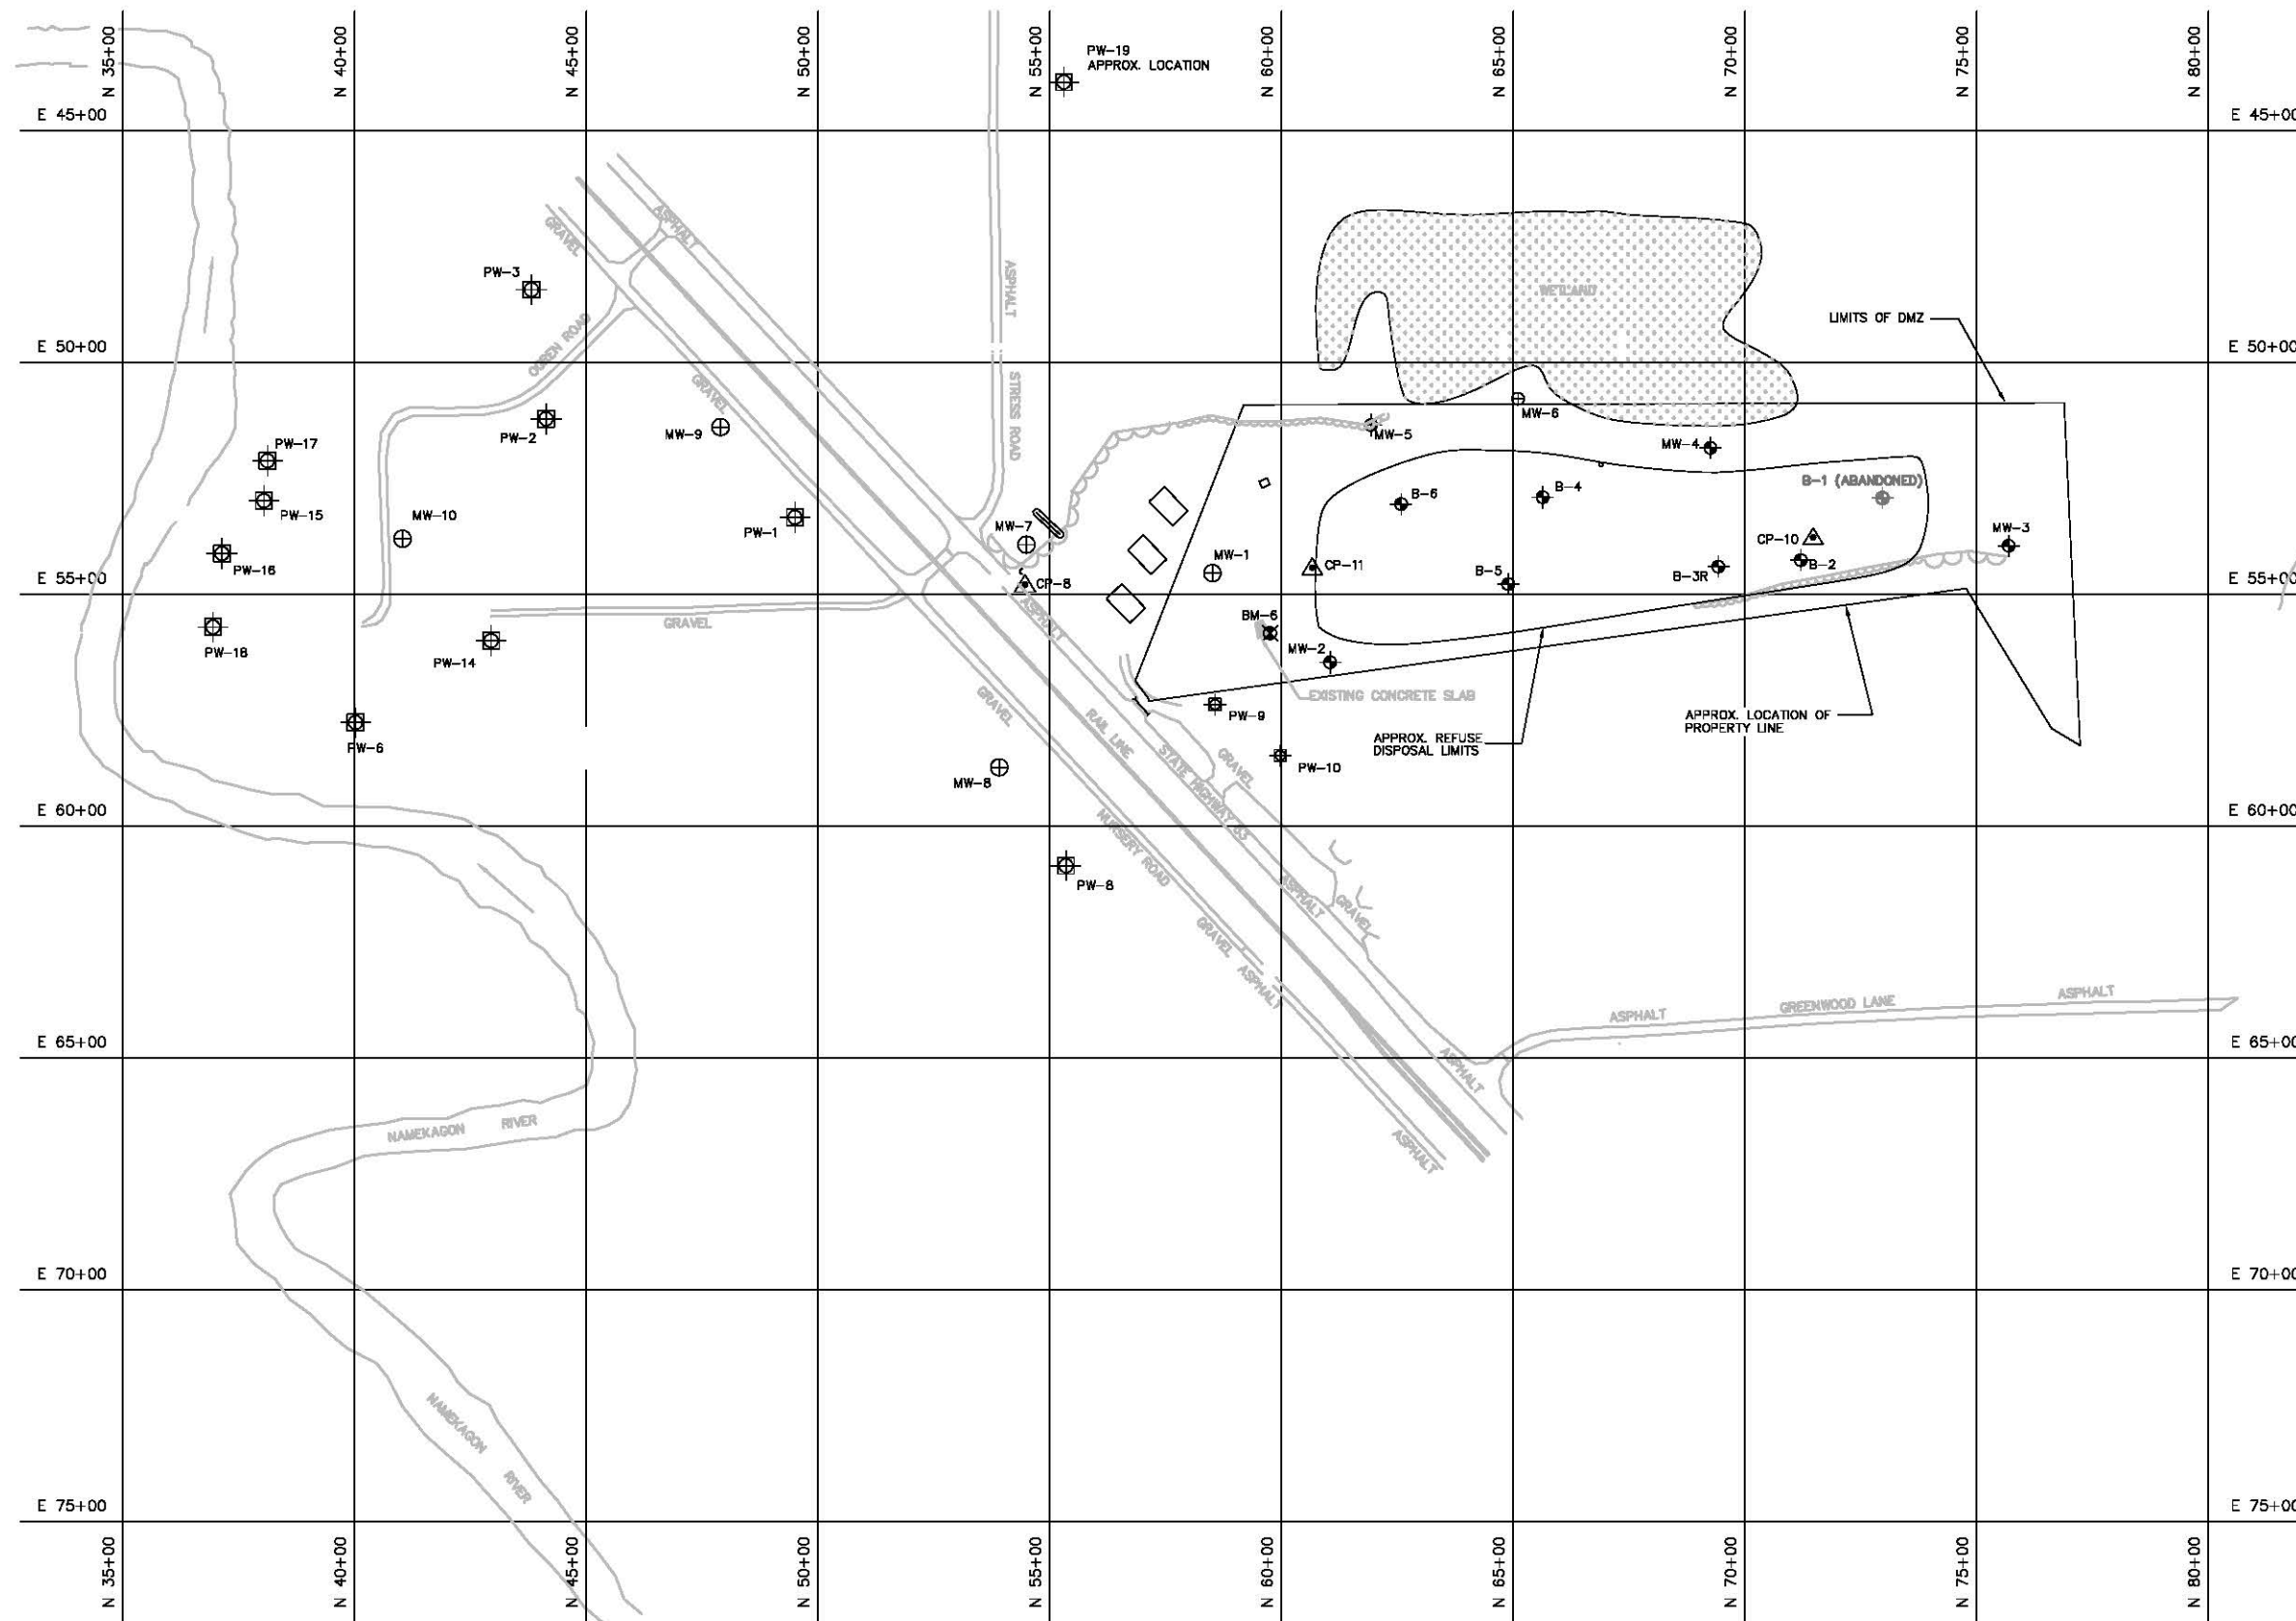 PW-19
APPROX. LOCATION
N 35+00
N 40+00
N 45+00
N 50+00
N 55+00
N 60+00
N 65+00
N 70+00
N 75+00
N 80+00
E 45+00
E 45+00
ASPHALT
GRAVEL
PW-3
ASPHALT
WETLAND
LIMITS OF DMZ
E 50+00
E 50+00
OGREN ROAD
GRAVEL
STRESS ROAD
MW-6
PW-2
MW-9
MW-5
MW-4
PW-17
B-1 (ABANDONED)
B-6
B-4
PW-15
MW-10
PW-1
MW-7
MW-3
CP-10
MW-1
CP-11
PW-16
B-5
B-3R
B-2
E 55+00
CP-8
E 55+00
ASPHALT
BM-6
GRAVEL
PW-18
PW-14
MW-2
GRAVEL
EXISTING CONCRETE SLAB
PW-9
RAIL LINE
APPROX. LOCATION OF
PROPERTY LINE
PW-6
APPROX. REFUSE
DISPOSAL LIMITS
STATE HIGHWAY 63
GRAVEL
PW-10
MW-8
E 60+00
E 60+00
NURSERY ROAD
PW-8
ASPHALT
GRAVEL
GRAVEL
ASPHALT
ASPHALT
GREENWOOD LANE
ASPHALT
E 65+00
E 65+00
ASPHALT
NAMEKAGON
RIVER
ASPHALT
E 70+00
E 70+00
NAMEKAGON
RIVER
E 75+00
E 75+00
N 35+00
N 40+00
N 45+00
N 50+00
N 55+00
N 60+00
N 65+00
N 70+00
N 75+00
N 80+00